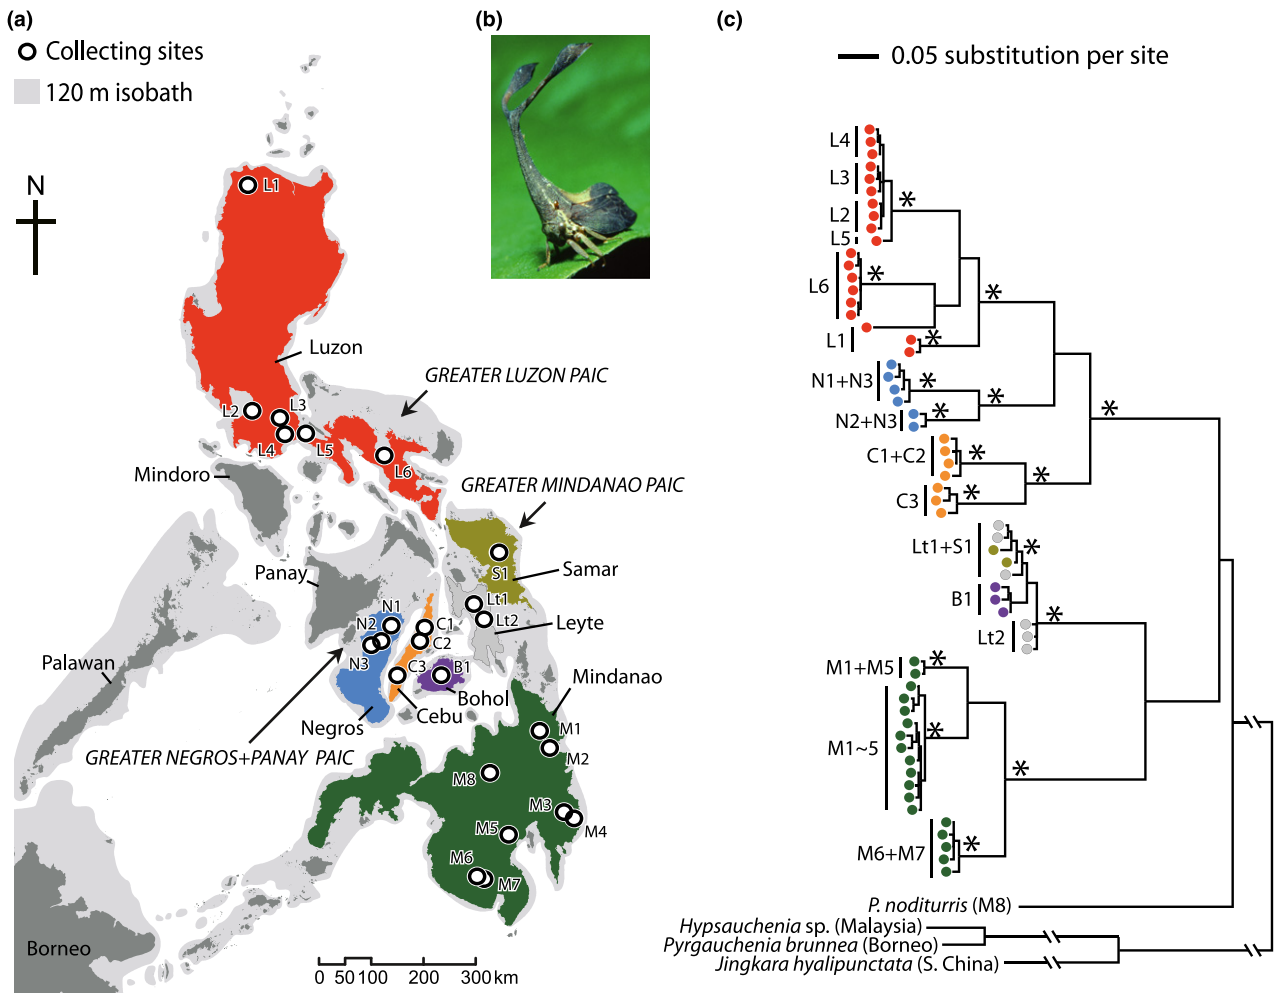 (a)
Collecting sites
120 m isobath
N
L1
Luzon
GREATER LUZON PAIC
L2
L3
L4
L5
L6
Mindoro
GREATER MINDANAO PAIC
S1
Samar
Panay
Lt1
Lt2
Leyte
N1
N2
N3
C1
C2
C3
B1
Palawan
Mindanao
Bohol
Cebu
Negros
GREATER NEGROS+PANAY PAIC
M1
M2
M8
M3
M4
M5
M6
M7
Borneo
0 50 100 200 300 km
(b)
(c)
0.05 substitution per site
L4
*
L3
L2
L5
*
L6
*
L1
*
N1+N3
*
*
*
N2+N3
*
C1+C2
*
*
C3
*
Lt1+S1
*
B1
*
Lt2
M1+M5
*
M1~5
*
*
M6+M7
*
P. noditurris (M8)
Hypsauchenia sp. (Malaysia)
Pyrgauchenia brunnea (Borneo)
Jingkara hyalipunctata (S. China)